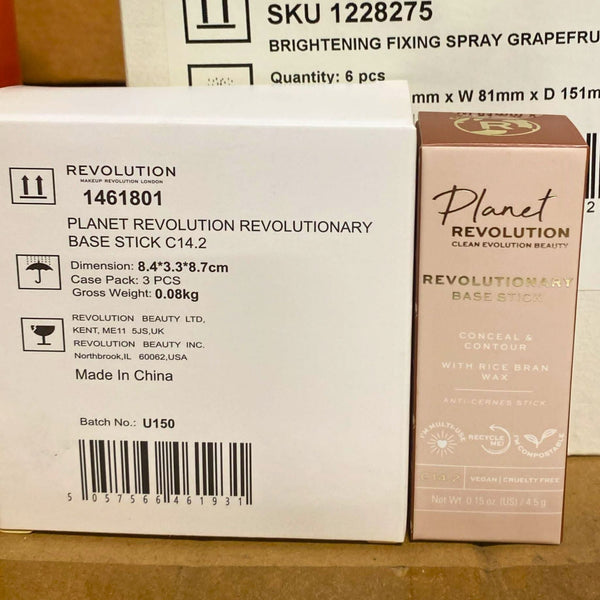 SKU 1228275
BRIGHTENING FIXING SPRAY GRAPEFRU
Quantity: 6 pcs
mm x W 81mm x D 151m
2
REVOLUTION
MAKEUP REVOLUTION LONDON
1461801
PLANET REVOLUTION REVOLUTIONARY
BASE STICK C14.2
Dimension: 8.4*3.3*8.7cm
Case Pack: 3 PCS
Gross Weight: 0.08kg
REVOLUTION BEAUTY LTD,
KENT, ME11 5JS,UK
REVOLUTION BEAUTY INC.
Northbrook,IL 60062,USA
Made In China
Batch No.: U150
5 057566 461931
Planet
REVOLUTION
CLEAN EVOLUTION BEAUTY
REVOLUTIONARY
BASE STICK
CONCEAL &
CONTOUR
WITH RICE BRAN
WAX
ANTI-CERNES STICK
I'M MULTI-USE
RECYCLE ME!
I'M COMPOSTABLE
C14.2
VEGAN | CRUELTY FREE
Net Wt. 0.15 oz. (US) / 4.5 g